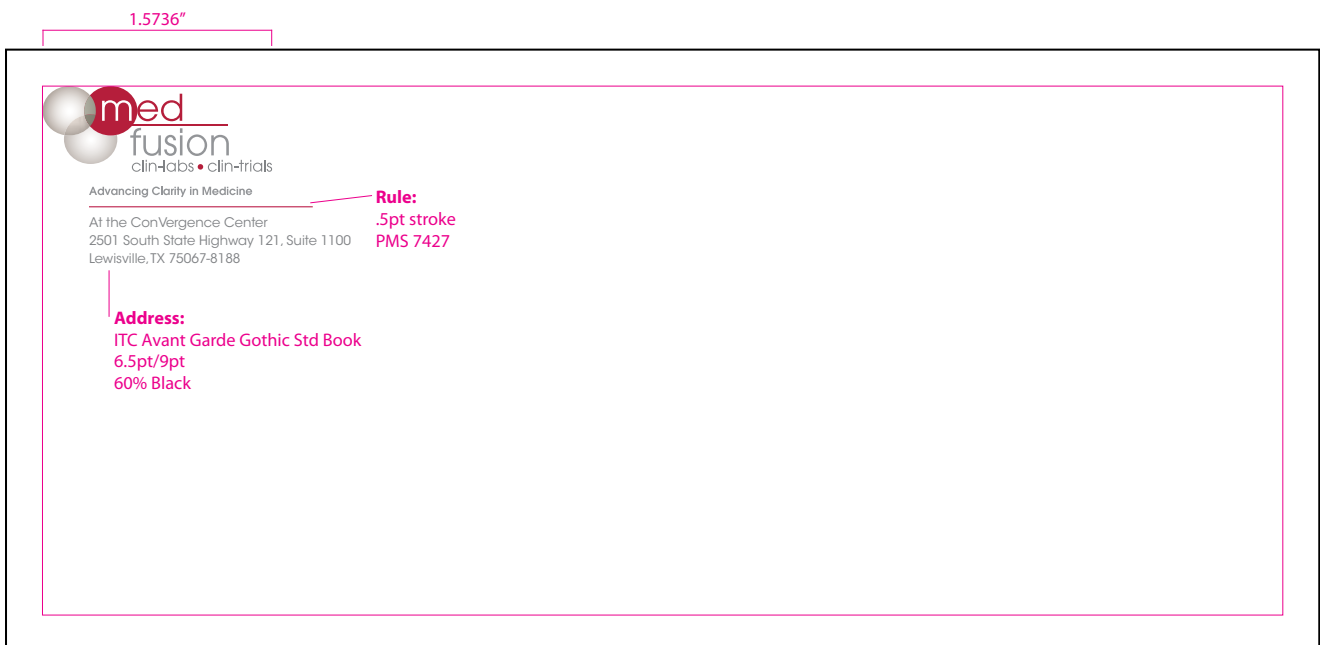 1.5736”
med
fusion
clin-labs • clin-trials
Advancing Clarity in Medicine
Rule:
.5pt stroke
PMS 7427
At the ConVergence Center
2501 South State Highway 121, Suite 1100
Lewisville, TX 75067-8188
Address:
ITC Avant Garde Gothic Std Book
6.5pt/9pt
60% Black